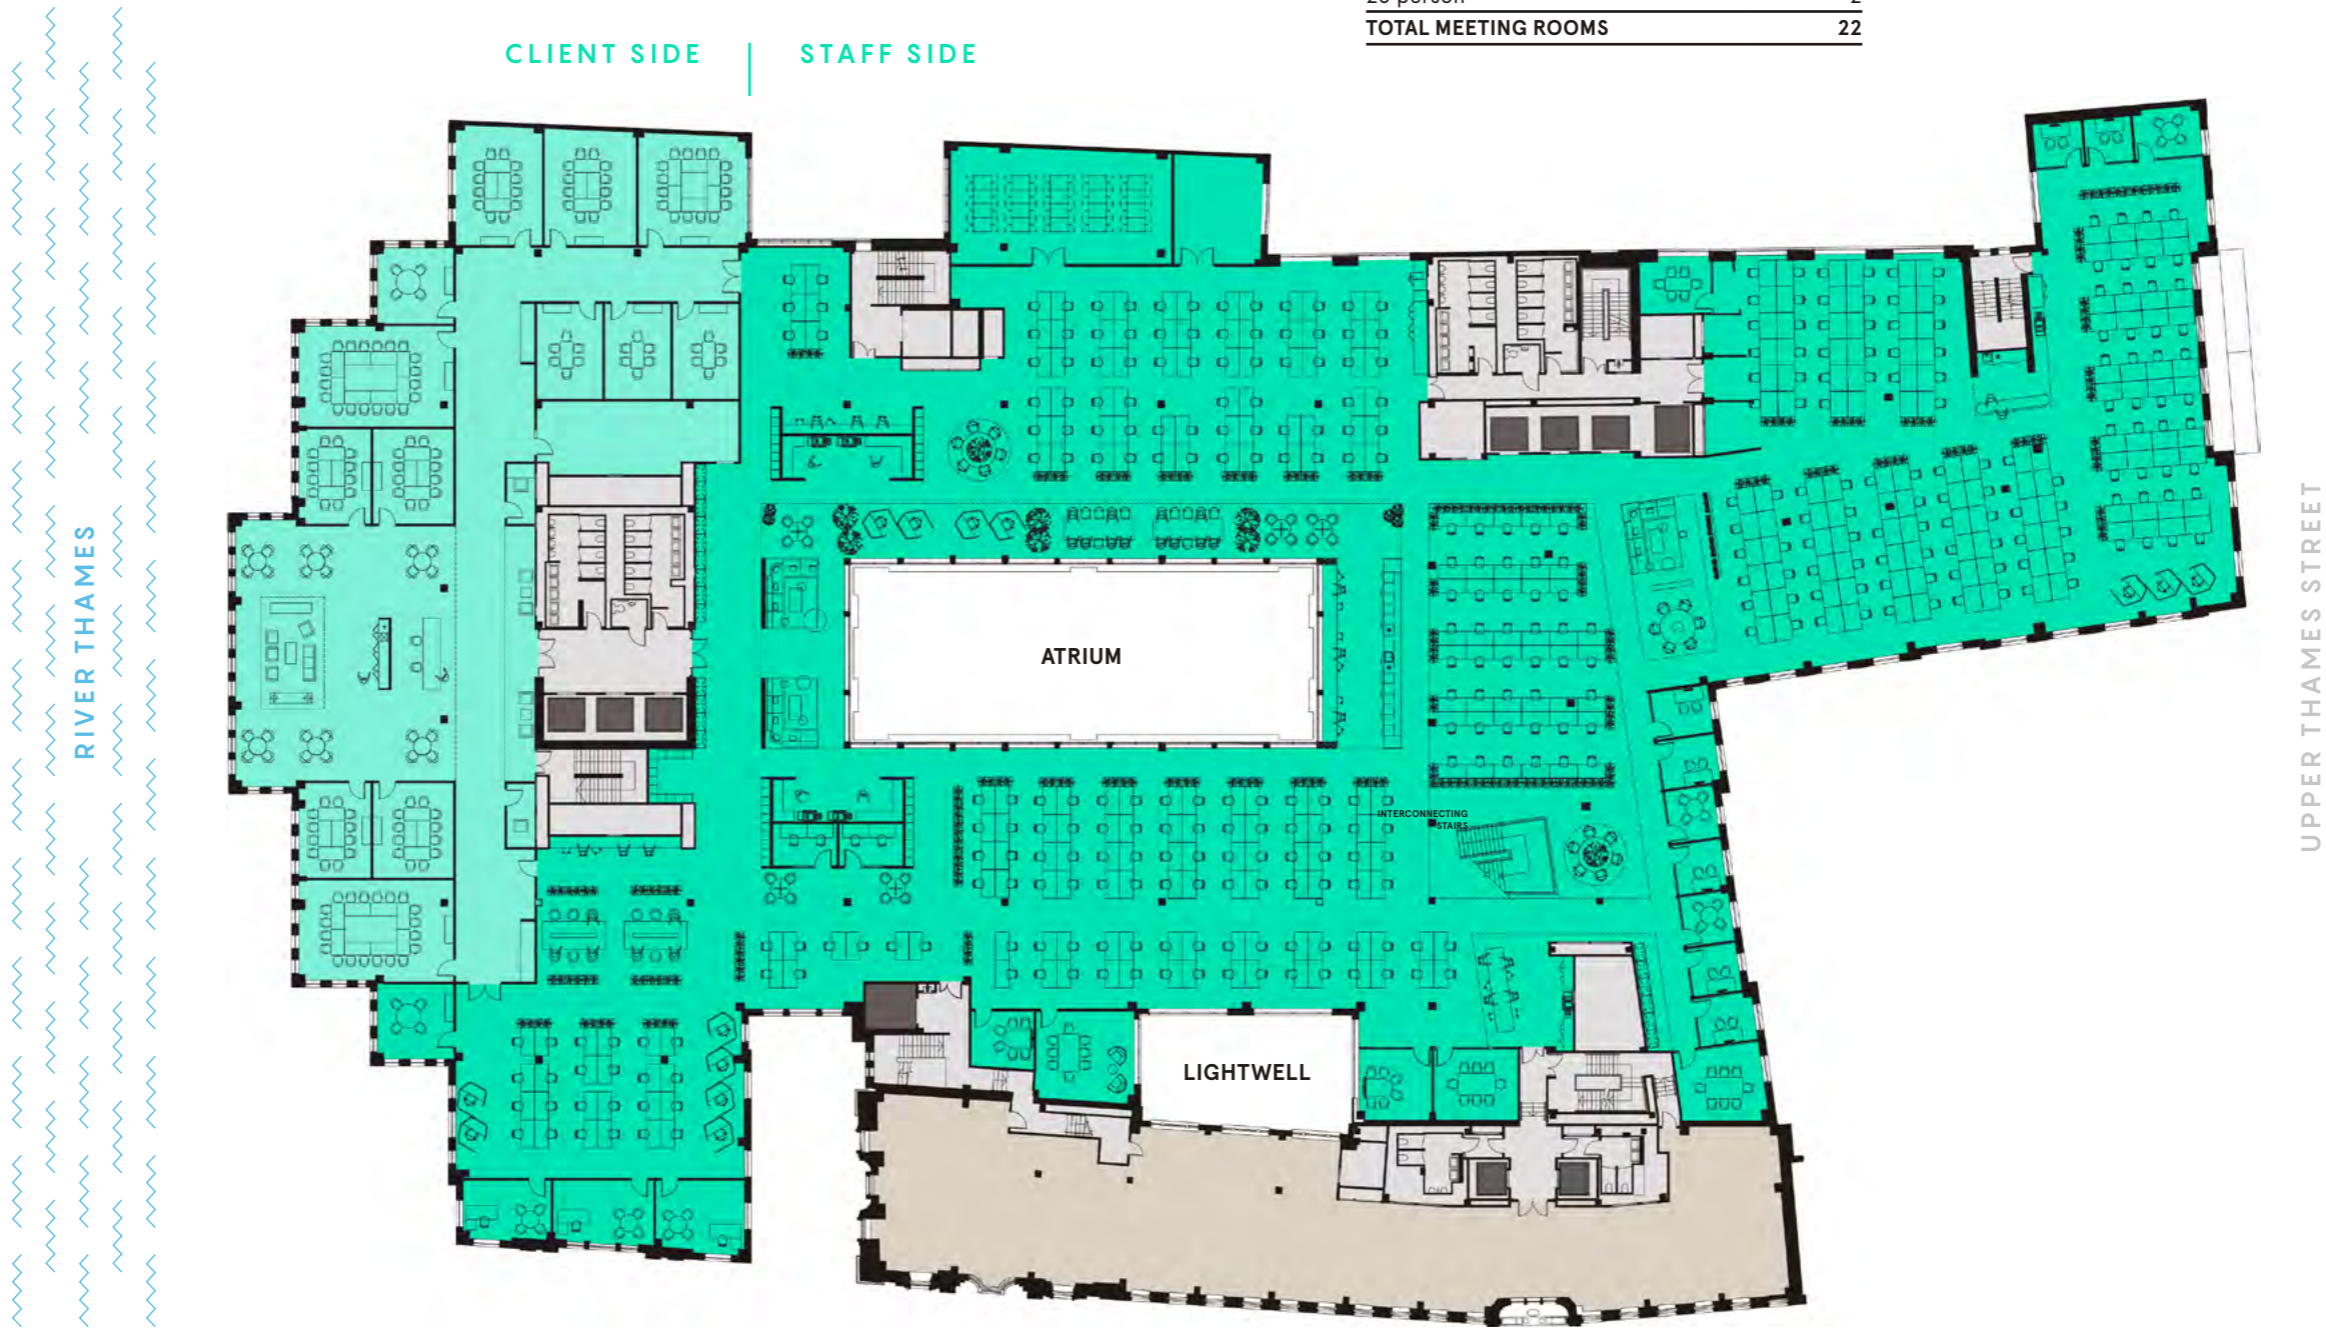 TOTAL MEETING ROOMS 22
CLIENT SIDE STAFF SIDE
RIVER THAMES
ATRIUM
INTERCONNECTING
STAIRS
LIGHTWELL
UPPER THAMES STREET